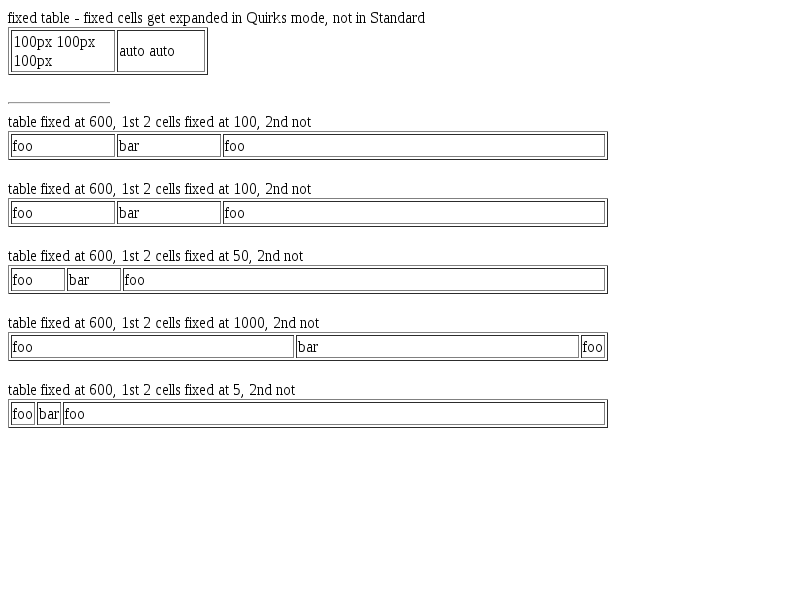 fixed table - fixed cells get expanded in Quirks mode, not in Standard
100px 100px
100px
auto auto
table fixed at 600, 1st 2 cells fixed at 100, 2nd not
foo bar foo
table fixed at 600, 1st 2 cells fixed at 100, 2nd not
foo bar foo
table fixed at 600, 1st 2 cells fixed at 50, 2nd not
foo bar foo
table fixed at 600, 1st 2 cells fixed at 1000, 2nd not
foo bar foo
table fixed at 600, 1st 2 cells fixed at 5, 2nd not
foo bar foo